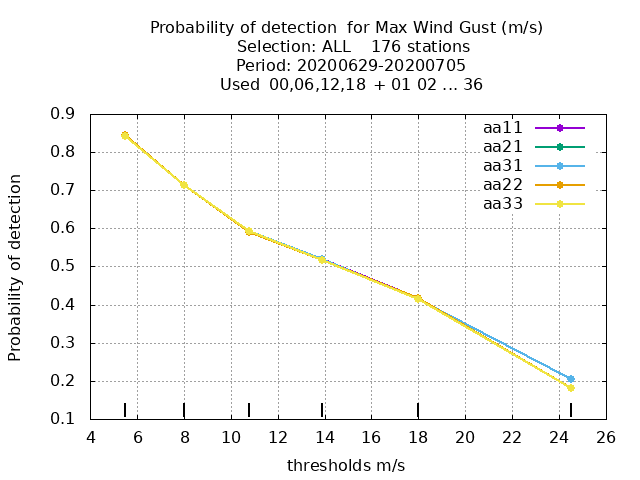 Probability of detection  for Max Wind Gust (m/s)
Selection: ALL    176 stations
Period: 20200629-20200705
Used  00,06,12,18  + 01 02 ... 36
aa11
aa21
aa31
aa22
aa33
0.9
0.8
0.7
0.6
0.5
0.4
0.3
0.2
0.1
Probability of detection
4 6 8 10 12 14 16 18 20 22 24 26
thresholds m/s